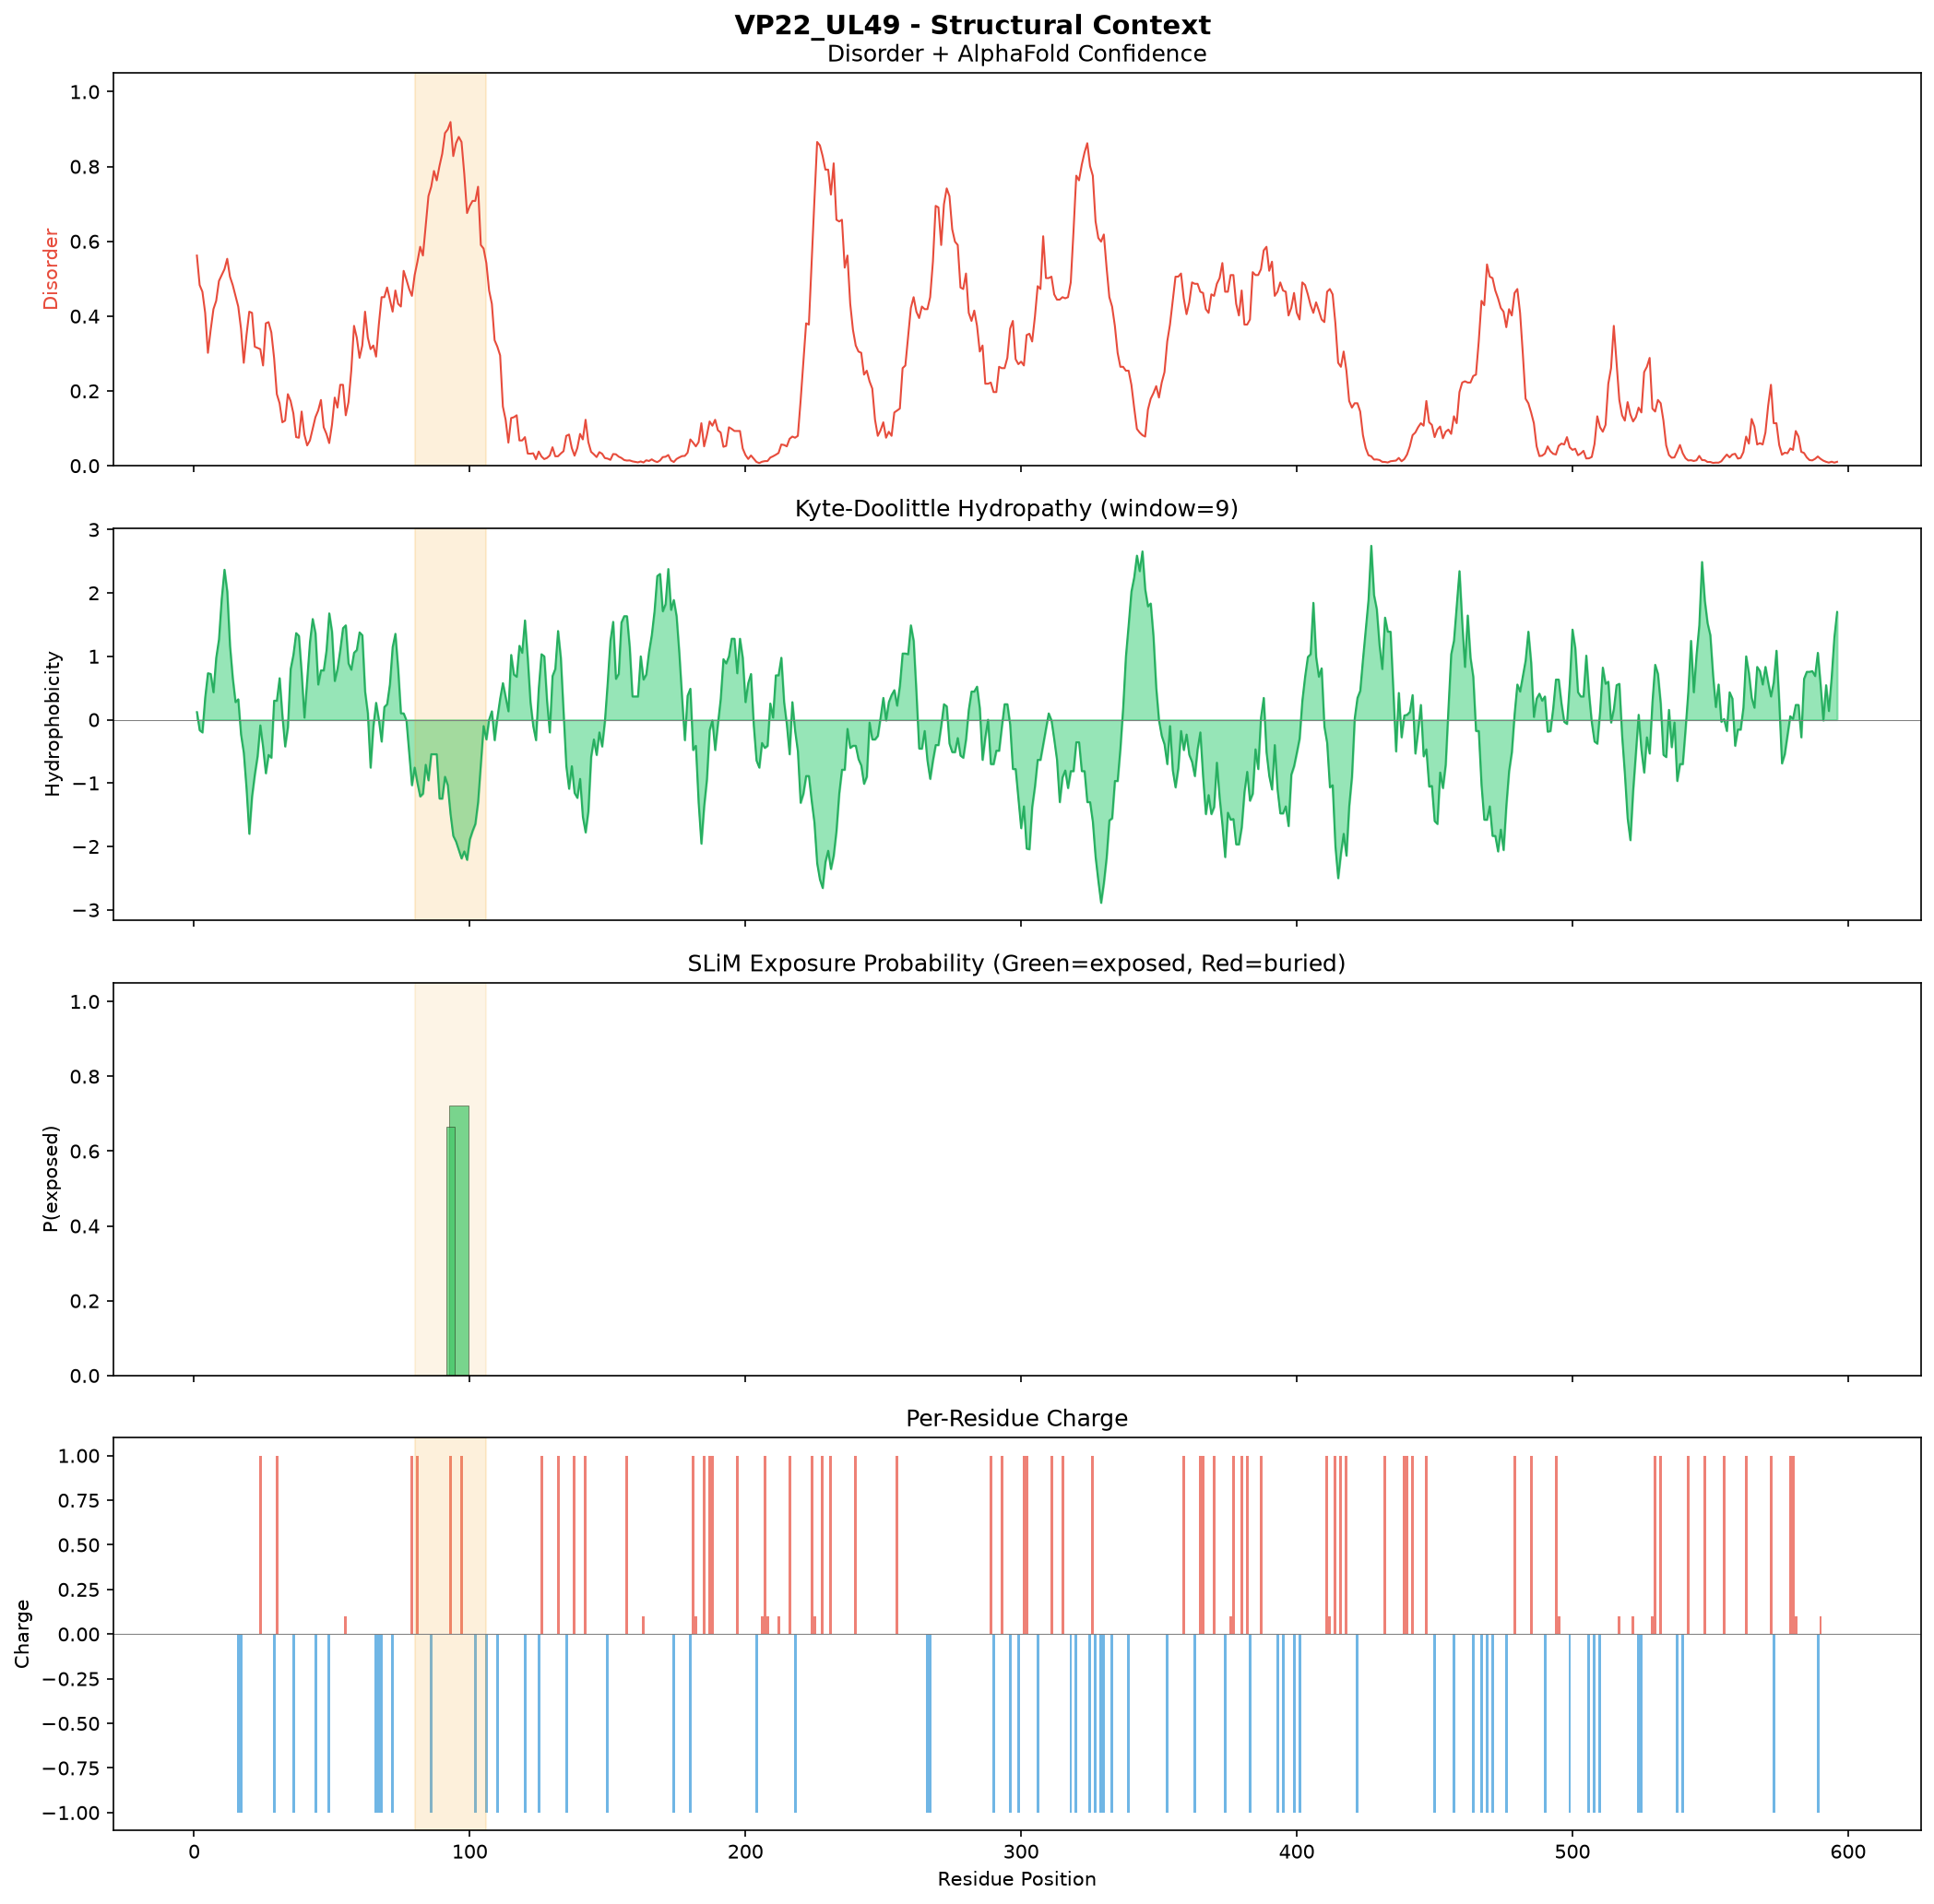 VP22_UL49 - Structural Context
Disorder + AlphaFold Confidence
1.0
0.8
0.6
0.4
0.2
0.0
Disorder
Kyte-Doolittle Hydropathy (window=9)
3
2
1
0
−1
−2
−3
Hydrophobicity
SLiM Exposure Probability (Green=exposed, Red=buried)
1.0
0.8
0.6
0.4
0.2
0.0
P(exposed)
Per-Residue Charge
1.00
0.75
0.50
0.25
0.00
−0.25
−0.50
−0.75
−1.00
Charge
0 100 200 300 400 500 600
Residue Position